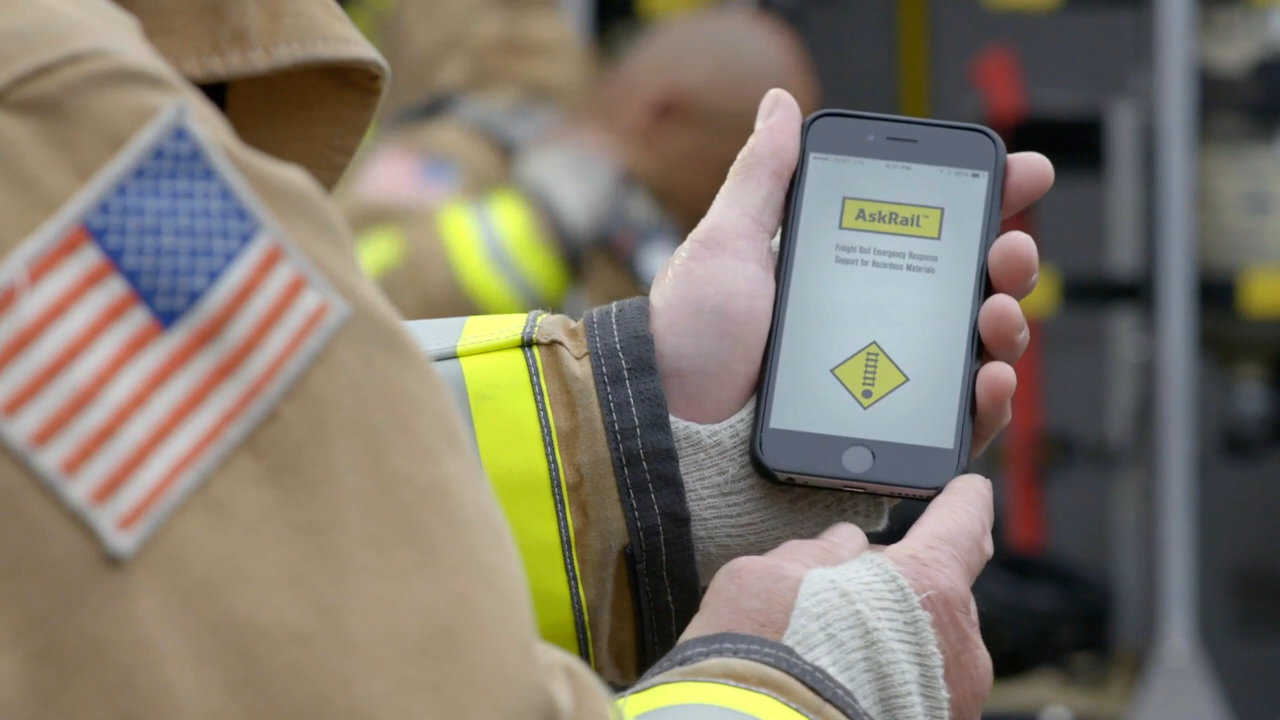 AskRail™
Freight Rail Emergency Response
Support for Hazardous Materials